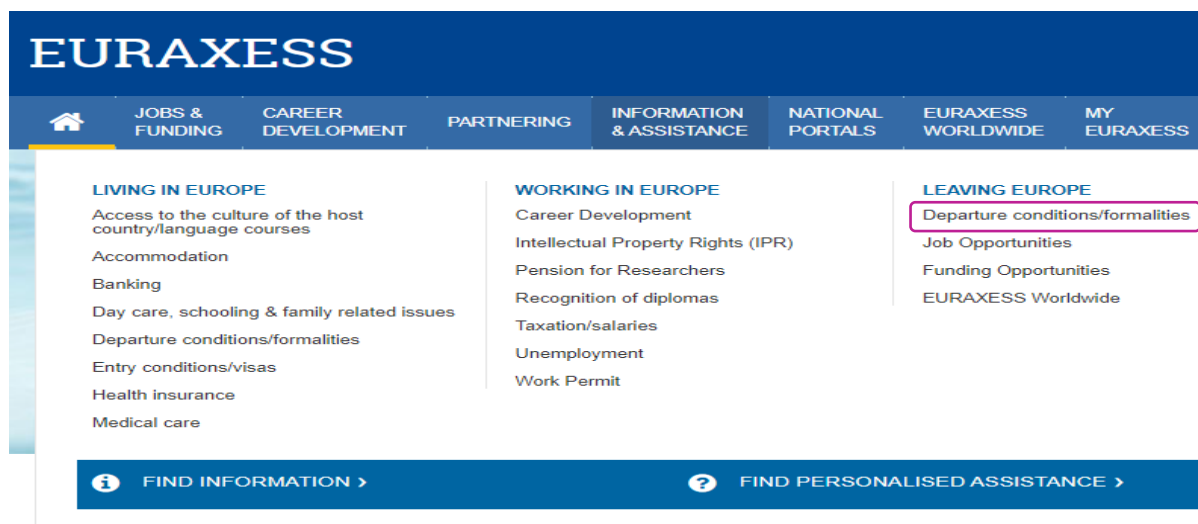 EURAXESS
JOBS &
FUNDING
CAREER
DEVELOPMENT
PARTNERING
INFORMATION
& ASSISTANCE
NATIONAL
PORTALS
EURAXESS
WORLDWIDE
MY
EURAXESS
LIVING IN EUROPE
Access to the culture of the host
country/language courses
Accommodation
Banking
Day care, schooling & family related issues
Departure conditions/formalities
Entry conditions/visas
Health insurance
Medical care
WORKING IN EUROPE
Career Development
Intellectual Property Rights (IPR)
Pension for Researchers
Recognition of diplomas
Taxation/salaries
Unemployment
Work Permit
LEAVING EUROPE
Departure conditions/formalities
Job Opportunities
Funding Opportunities
EURAXESS Worldwide
FIND INFORMATION >
FIND PERSONALISED ASSISTANCE >